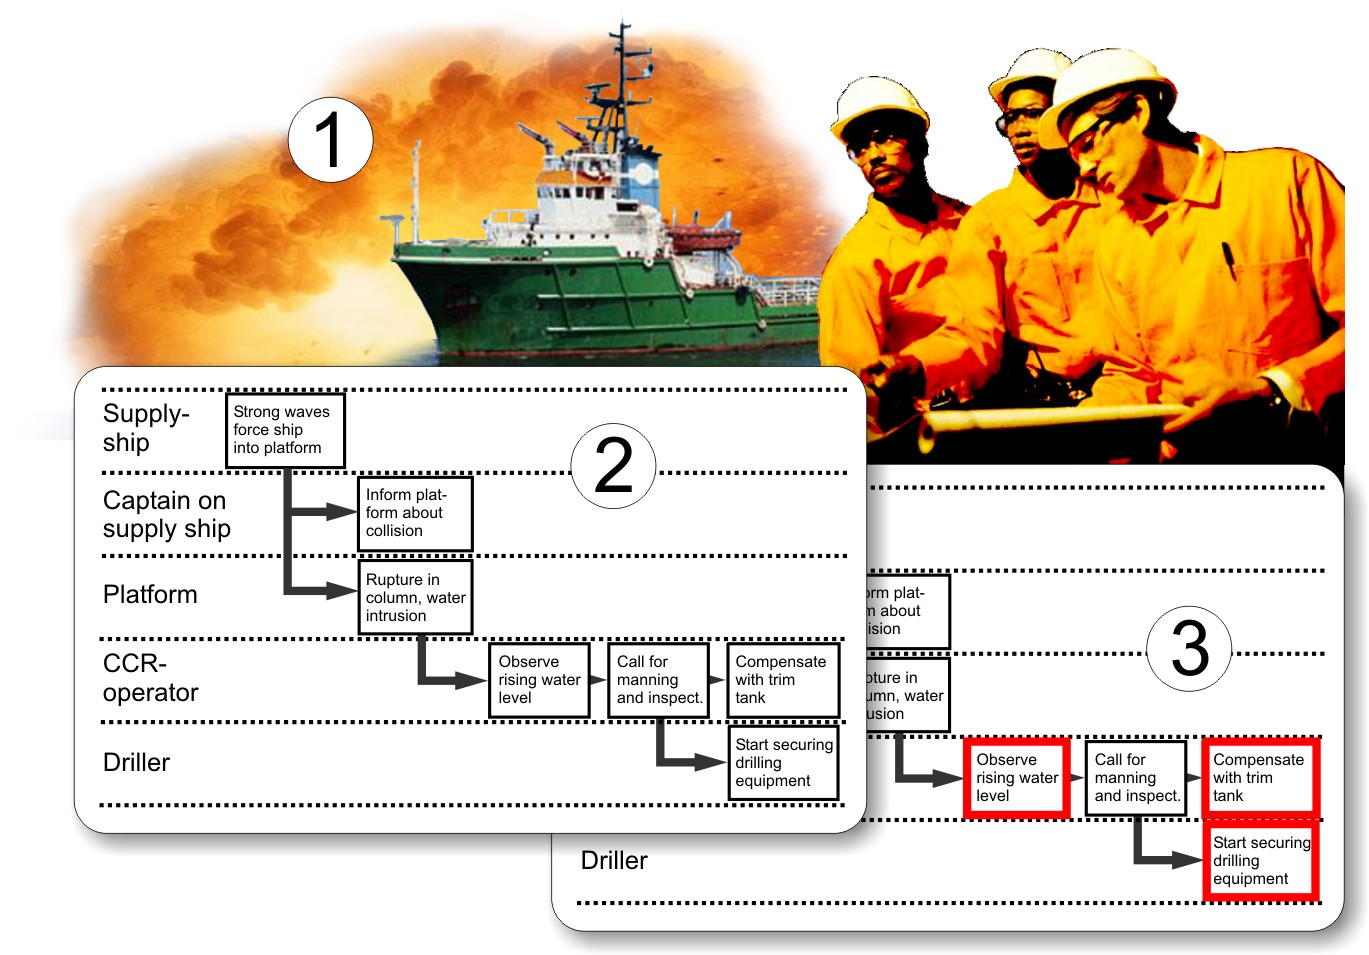 1
Supply-
ship
Strong waves
force ship
into platform
2
Captain on
supply ship
Inform plat-
form about
collision
Platform
Rupture in
column, water
intrusion
CCR-
operator
Observe
rising water
level
Call for
manning
and inspect.
Compensate
with trim
tank
Driller
Start securing
drilling
equipment
3
orm plat-
m about
ision
pture in
umn, water
usion
Observe
rising water
level
Call for
manning
and inspect.
Compensate
with trim
tank
Driller
Start securing
drilling
equipment